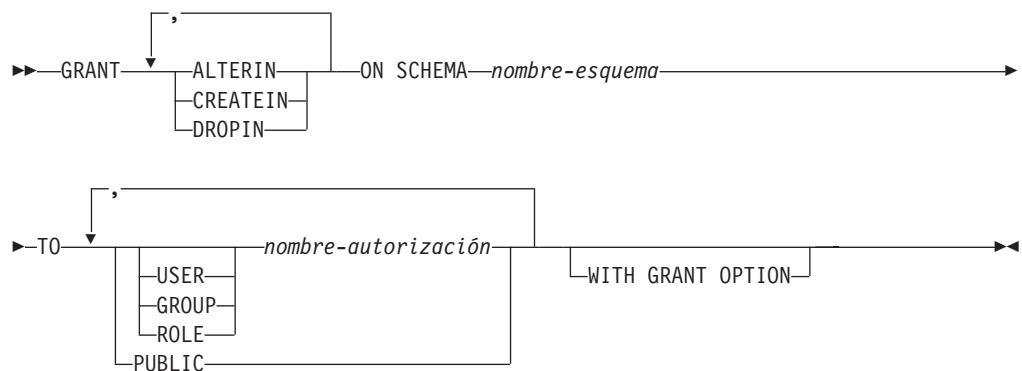 ,
GRANT ALTERIN ON SCHEMA nombre-esquema
CREATEIN
DROPIN
,
TO nombre-autorización
USER WITH GRANT OPTION
GROUP
ROLE
PUBLIC